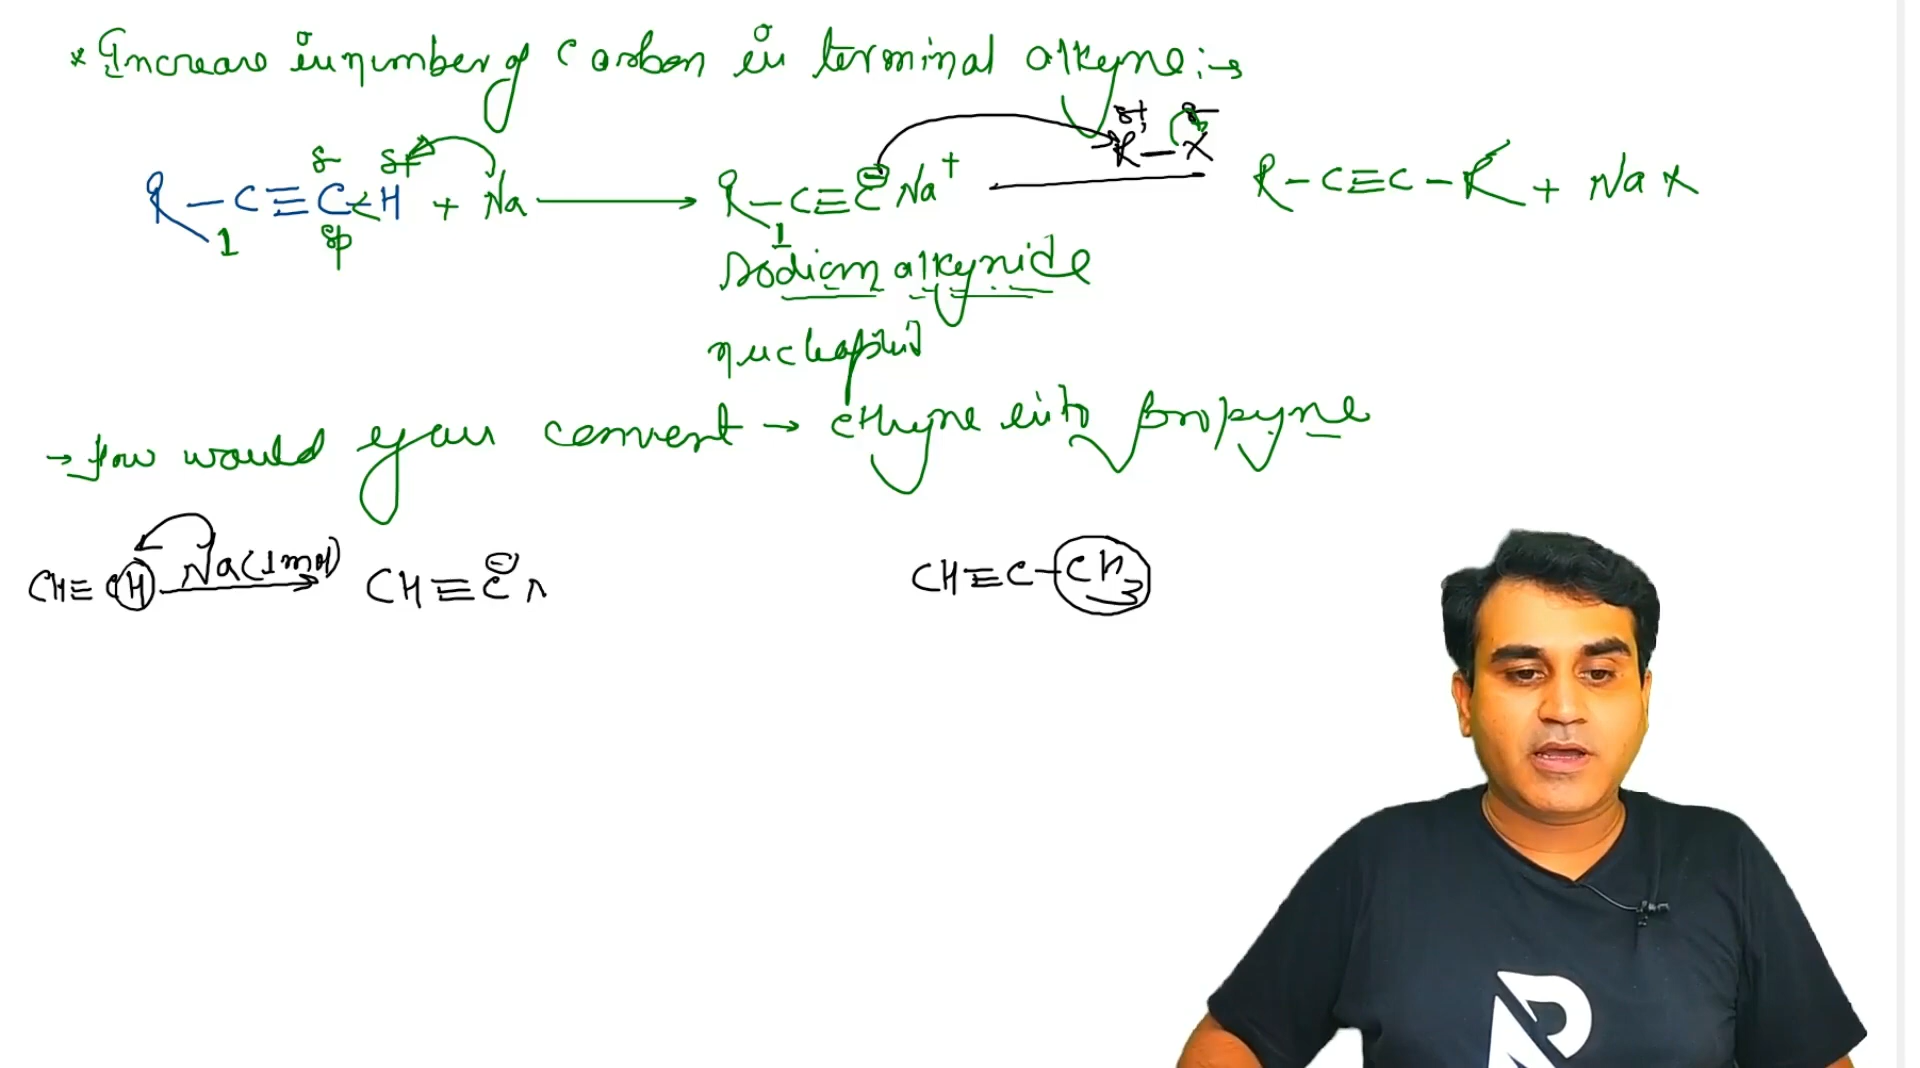 * Increase in number of carbon in terminal alkyne :→
δ- δ+ δ+ δ-
R - C ≡ C - H + Na → R - C ≡ C⊖ Na+ R - X R - C ≡ C - R + NaX
1 sp 1
Sodium alkynide
→ How would you convert → ethyne into propyne
CH ≡ CH Na (1 mol) CH ≡ C⊖ CH ≡ C - CH3